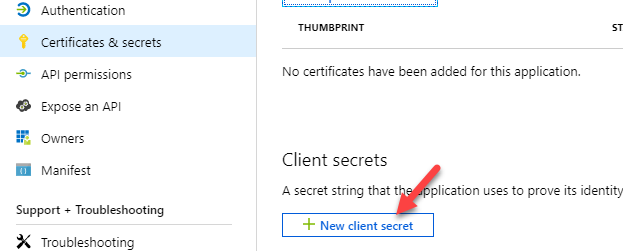 Authentication
Certificates & secrets
API permissions
Expose an API
Owners
Manifest
Support + Troubleshooting
Troubleshooting
THUMBPRINT ST
No certificates have been added for this application.
Client secrets
A secret string that the application uses to prove its identity
+ New client secret